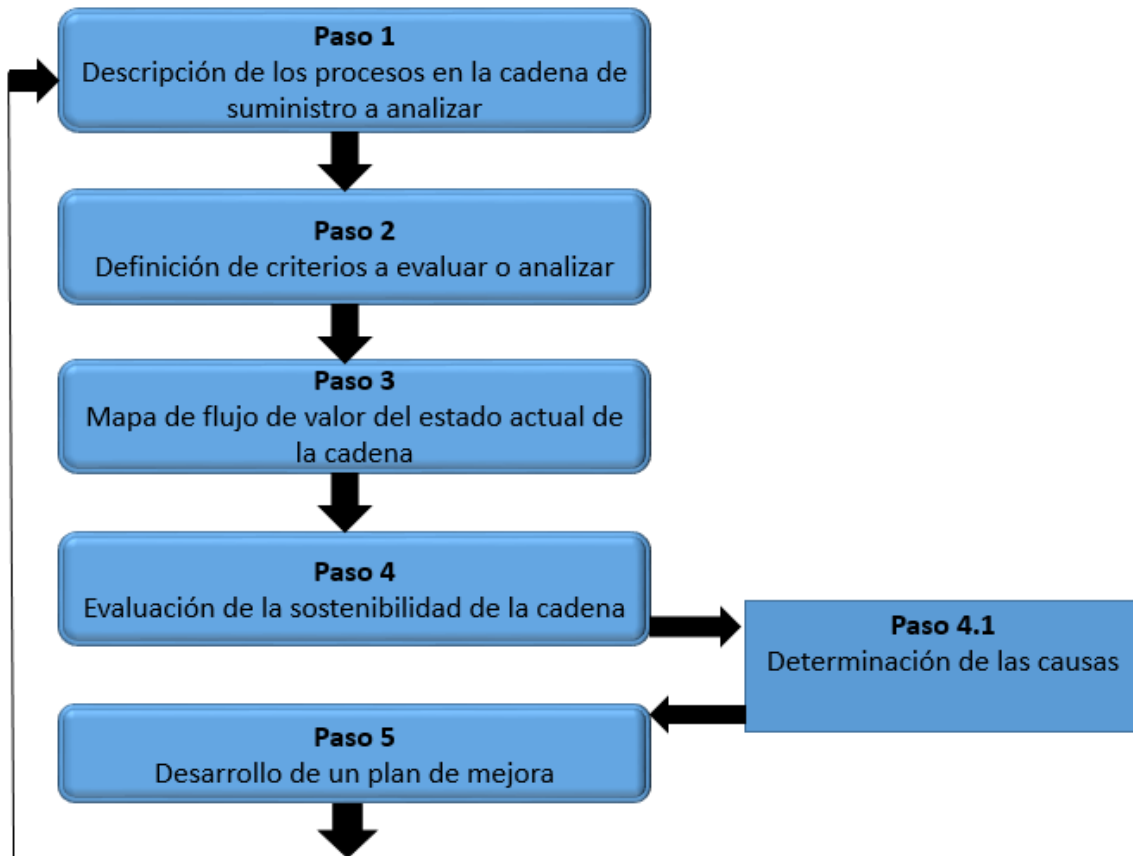 Paso 1
Descripción de los procesos en la cadena de
suministro a analizar
Paso 2
Definición de criterios a evaluar o analizar
Paso 3
Mapa de flujo de valor del estado actual de
la cadena
Paso 4
Evaluación de la sostenibilidad de la cadena
Paso 4.1
Determinación de las causas
Paso 5
Desarrollo de un plan de mejora